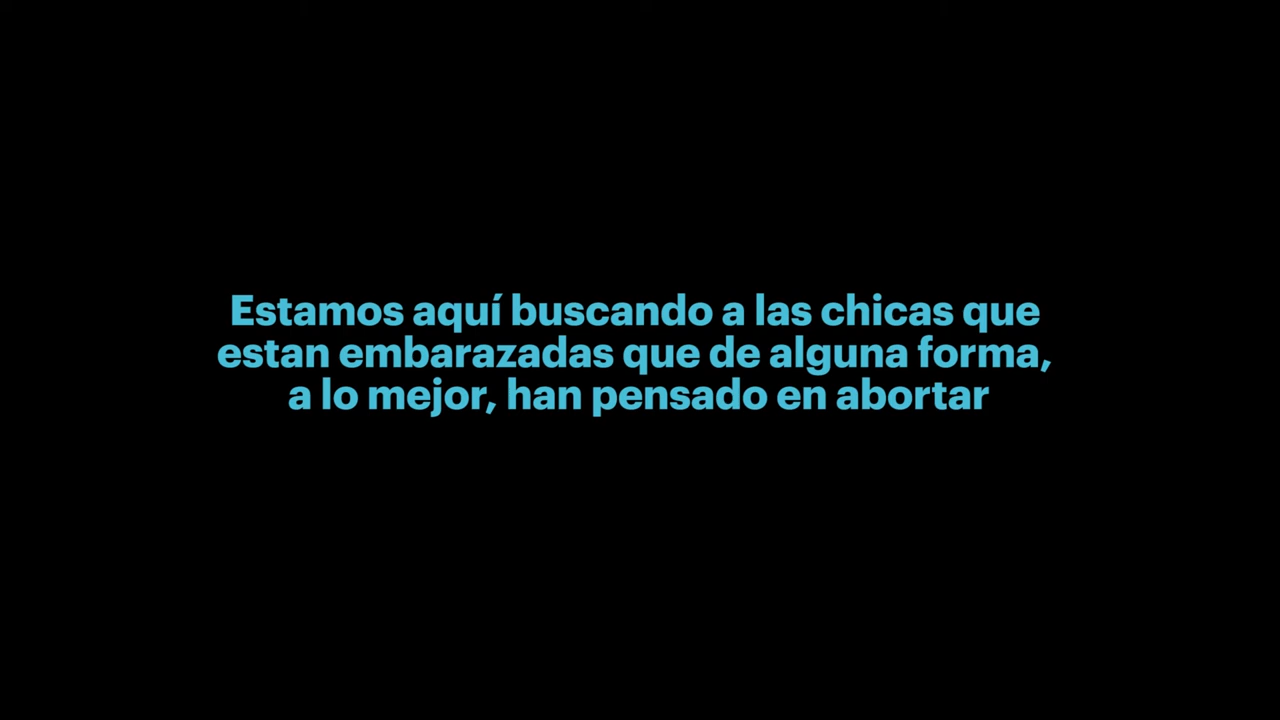 Estamos aquí buscando a las chicas que
estan embarazadas que de alguna forma,
a lo mejor, han pensado en abortar